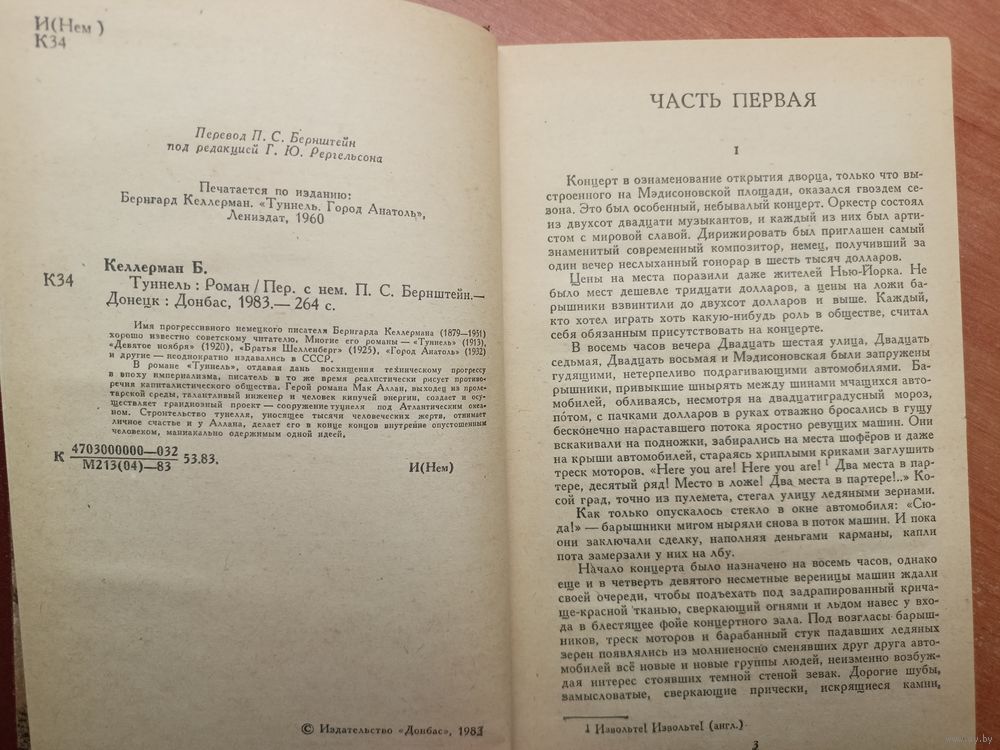 И(Нем )
К34
Перевод П. С. Бернштейн
под редакцией Г. Ю. Рергельсона
Печатается по изданию:
Бернгард Келлерман. «Туннель. Город Анатоль»,
Лениздат, 1960
Келлерман Б.
К34 Туннель : Роман / Пер. с нем. П. С. Бернштейн.—
Донецк : Донбас, 1983.— 264 с.
Имя прогрессивного немецкого писателя Бернгарда Келлермана (1879—1951)
хорошо известно советскому читателю. Многие его романы — «Туннель» (1913),
«Девятое ноября» (1920), «Братья Шелленберг» (1925), «Город Анатоль» (1932)
и другие — неоднократно издавались в СССР.
В романе «Туннель», отдавая дань восхищения техническому прогрессу
в эпоху империализма, писатель в то же время реалистически рисует противо-
речия капиталистического общества. Герой романа Мак Аллан, выходец из проле-
тарской среды, талантливый инженер и человек кипучей энергии, создает и осу-
ществляет грандиозный проект — сооружение туннеля под Атлантическим океа-
ном. Строительство туннеля, уносящее тысячи человеческих жертв, отнимает
личное счастье и у Аллана, делает его в конце концов внутренне опустошенным
человеком, маниакально одержимым одной идеей.
К 4703000000—032
М213(04)—83 53.83.
И(Нем)
© Издательство «Донбас», 1983
ЧАСТЬ ПЕРВАЯ
I
Концерт в ознаменование открытия дворца, только что вы-
строенного на Мэдисоновской площади, оказался гвоздем се-
зона. Это был особенный, небывалый концерт. Оркестр состоял
из двухсот двадцати музыкантов, и каждый из них был арти-
стом с мировой славой. Дирижировать был приглашен самый
знаменитый современный композитор, немец, получивший за
один вечер неслыханный гонорар в шесть тысяч долларов.
Цены на места поразили даже жителей Нью-Йорка. Не
было мест дешевле тридцати долларов, а цены на ложи ба-
рышники взвинтили до двухсот долларов и выше. Каждый,
кто хотел играть хоть какую-нибудь роль в обществе, считал
себя обязанным присутствовать на концерте.
В восемь часов вечера Двадцать шестая улица, Двадцать
седьмая, Двадцать восьмая и Мэдисоновская были запружены
гудящими, нетерпеливо подрагивающими автомобилями. Ба-
рышники, привыкшие шнырять между шинами мчащихся авто-
мобилей, обливаясь, несмотря на двадцатиградусный мороз,
потом, с пачками долларов в руках отважно бросались в гущу
бесконечно нараставшего потока яростно ревущих машин. Они
вскакивали на подножки, забирались на места шофёров и даже
на крыши автомобилей, стараясь хриплыми криками заглушить
треск моторов. «Here you are! Here you are! 1 Два места в пар-
тере, десятый ряд! Место в ложе! Два места в партере!..» Ко-
сой град, точно из пулемета, стегал улицу ледяными зернами.
Как только опускалось стекло в окне автомобиля: «Сю-
да!» — барышники мигом ныряли снова в поток машин. И пока
они заключали сделку, наполняя деньгами карманы, капли
пота замерзали у них на лбу.
Начало концерта было назначено на восемь часов, однако
еще и в четверть девятого несметные вереницы машин ждали
своей очереди, чтобы подъехать под задрапированный крича-
ще-красной тканью, сверкающий огнями и льдом навес у вхо-
да в блестящее фойе концертного зала. Под возгласы барыш-
ников, треск моторов и барабанный стук падавших ледяных
зерен появлялись из молниеносно сменявших друг друга авто-
мобилей всё новые и новые группы людей, неизменно возбуж-
дая интерес стоявших темной стеной зевак. Дорогие шубы,
замысловатые, сверкающие прически, искрящиеся камни,
1 Извольте! Извольте! (англ.)
3
www.ay.by